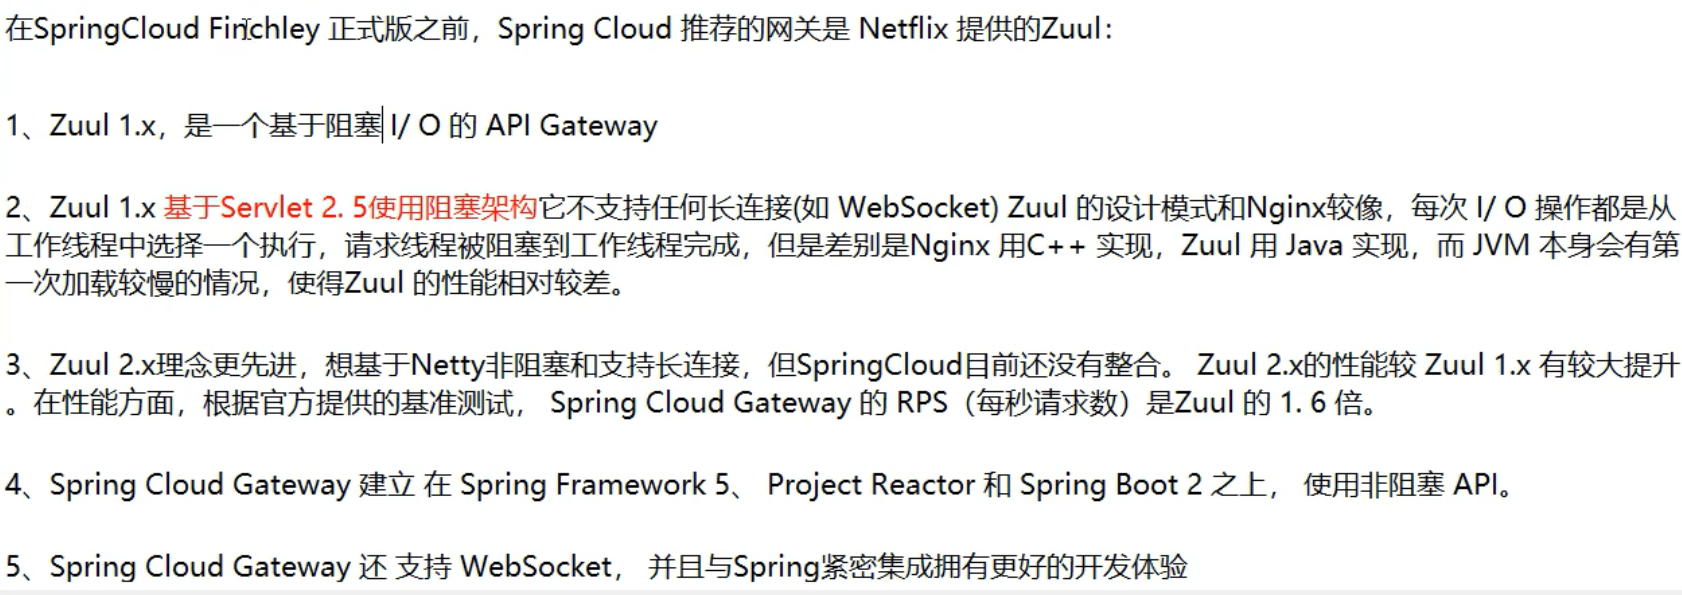 在SpringCloud Finchley 正式版之前，Spring Cloud 推荐的网关是 Netflix 提供的Zuul：
1、Zuul 1.x，是一个基于阻塞 I/ O 的 API Gateway
2、Zuul 1.x 基于Servlet 2. 5使用阻塞架构它不支持任何长连接(如 WebSocket) Zuul 的设计模式和Nginx较像，每次 I/ O 操作都是从
工作线程中选择一个执行，请求线程被阻塞到工作线程完成，但是差别是Nginx 用C++ 实现，Zuul 用 Java 实现，而 JVM 本身会有第
一次加载较慢的情况，使得Zuul 的性能相对较差。
3、Zuul 2.x理念更先进，想基于Netty非阻塞和支持长连接，但SpringCloud目前还没有整合。 Zuul 2.x的性能较 Zuul 1.x 有较大提升
。在性能方面，根据官方提供的基准测试， Spring Cloud Gateway 的 RPS（每秒请求数）是Zuul 的 1. 6 倍。
4、Spring Cloud Gateway 建立 在 Spring Framework 5、 Project Reactor 和 Spring Boot 2 之上， 使用非阻塞 API。
5、Spring Cloud Gateway 还 支持 WebSocket， 并且与Spring紧密集成拥有更好的开发体验